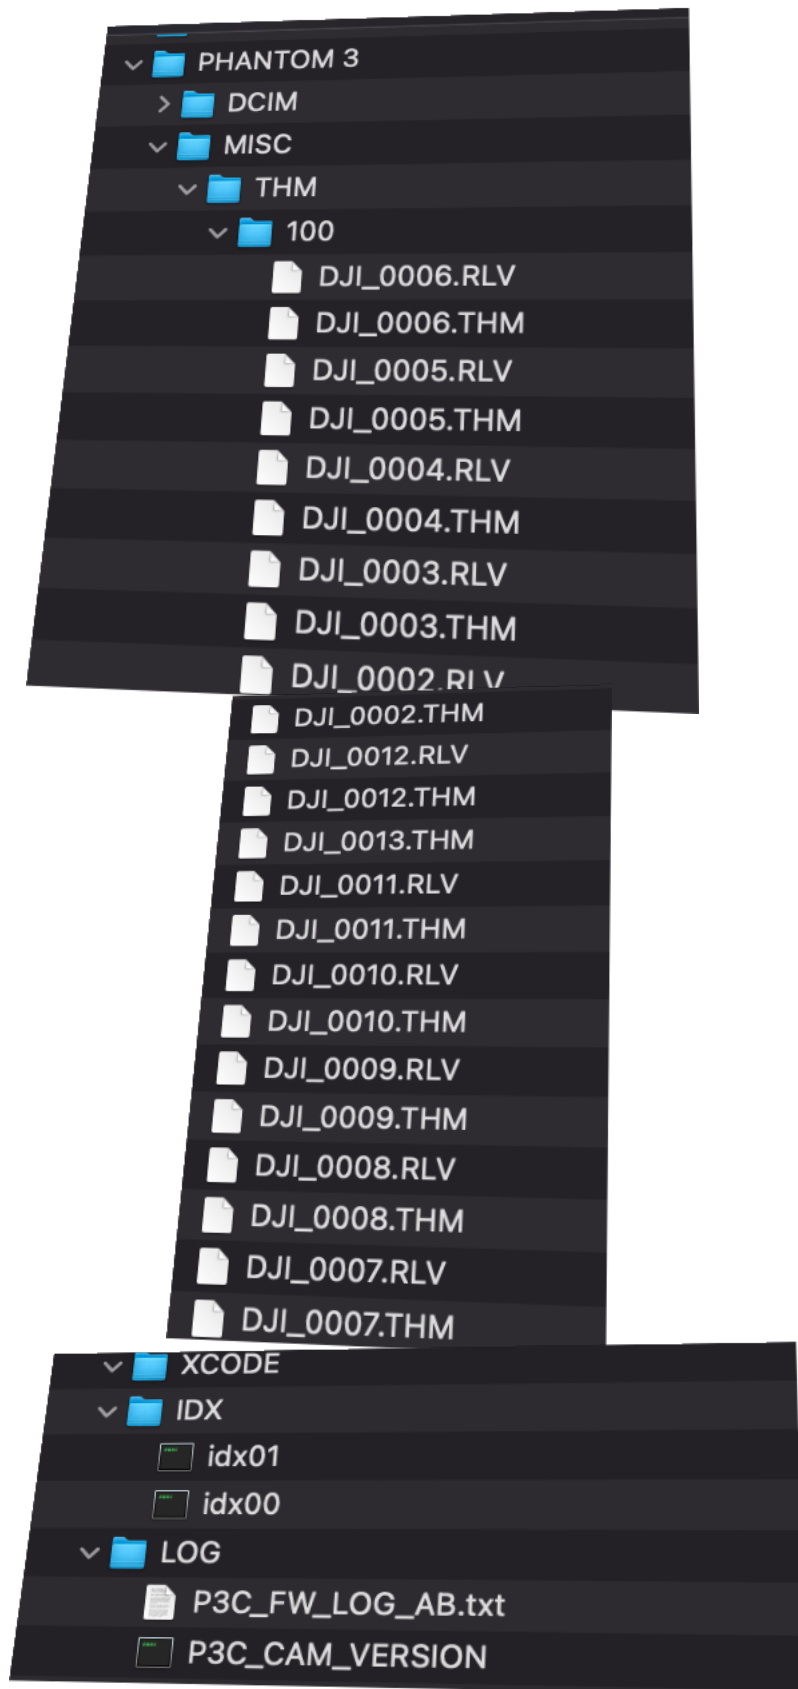 PHANTOM 3
DCIM
MISC
THM
100
DJI_0006.RLV
DJI_0006.THM
DJI_0005.RLV
DJI_0005.THM
DJI_0004.RLV
DJI_0004.THM
DJI_0003.RLV
DJI_0003.THM
DJI_0002.RLV
DJI_0002.THM
DJI_0012.RLV
DJI_0012.THM
DJI_0013.THM
DJI_0011.RLV
DJI_0011.THM
DJI_0010.RLV
DJI_0010.THM
DJI_0009.RLV
DJI_0009.THM
DJI_0008.RLV
DJI_0008.THM
DJI_0007.RLV
DJI_0007.THM
XCODE
IDX
idx01
idx00
LOG
P3C_FW_LOG_AB.txt
P3C_CAM_VERSION